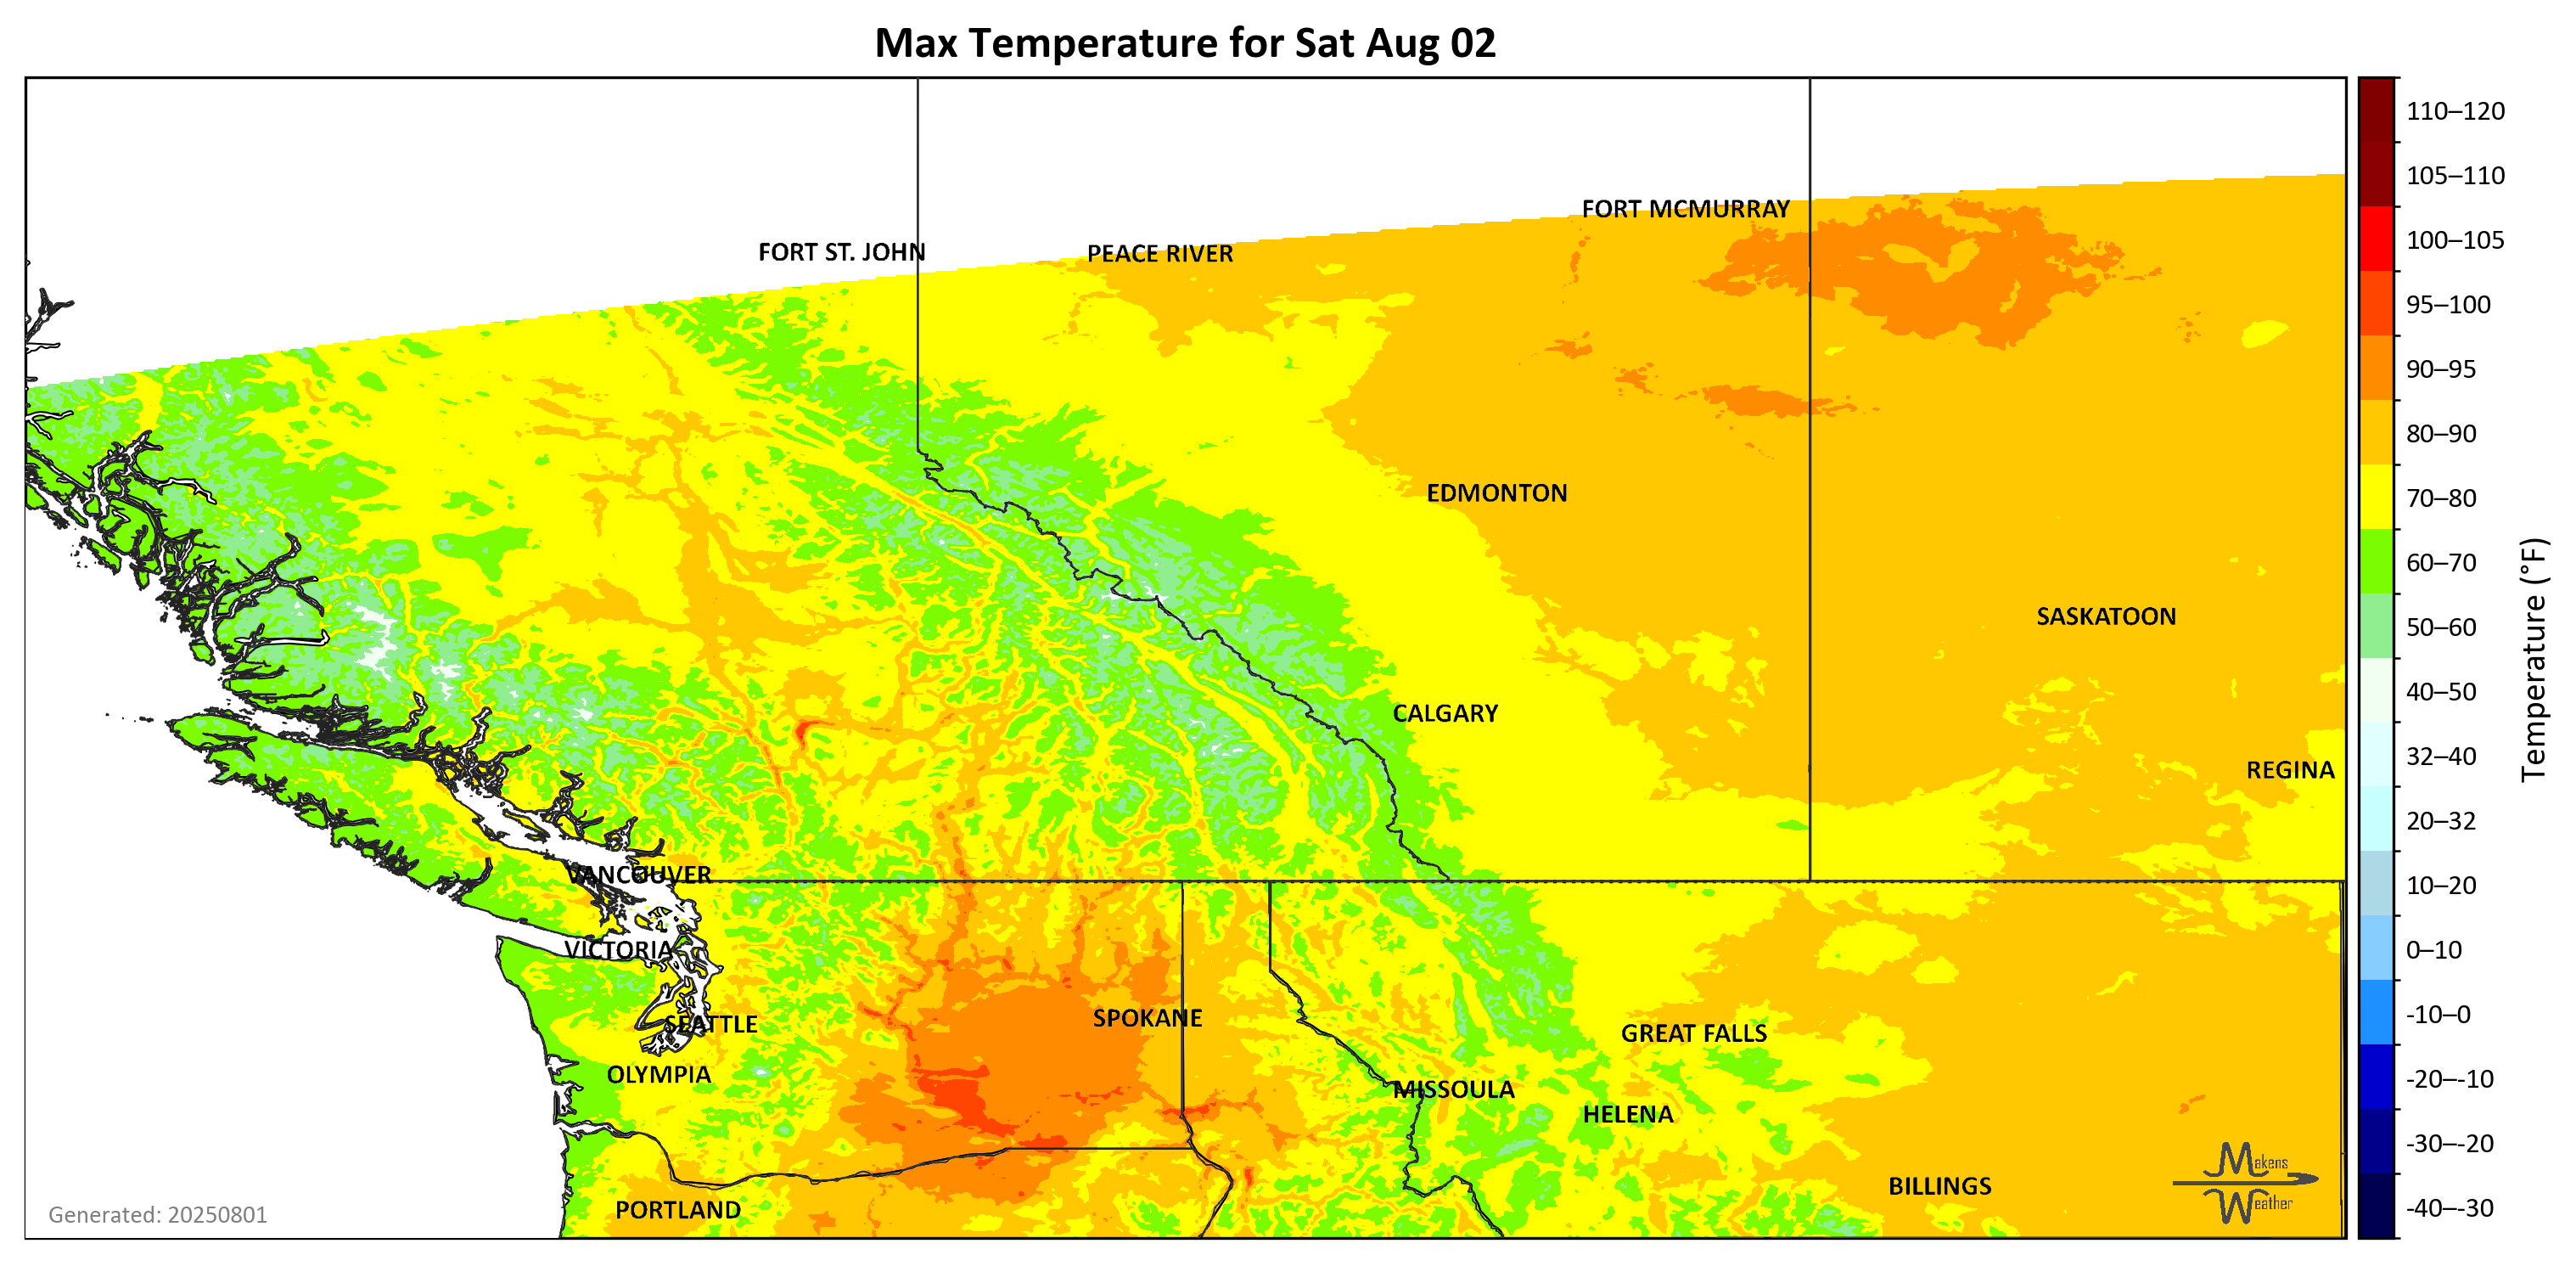 Max Temperature for Sat Aug 02
110–120
105–110
100–105
95–100
90–95
80–90
70–80
60–70
50–60
40–50
32–40
20–32
10–20
0–10
-10–0
-20–-10
-30–-20
-40–-30
Temperature (°F)
FORT MCMURRAY
FORT ST. JOHN
PEACE RIVER
EDMONTON
SASKATOON
CALGARY
REGINA
VANCOUVER
VICTORIA
SEATTLE
SPOKANE
GREAT FALLS
OLYMPIA
MISSOULA
HELENA
BILLINGS
PORTLAND
Makens
Weather
Generated: 20250801